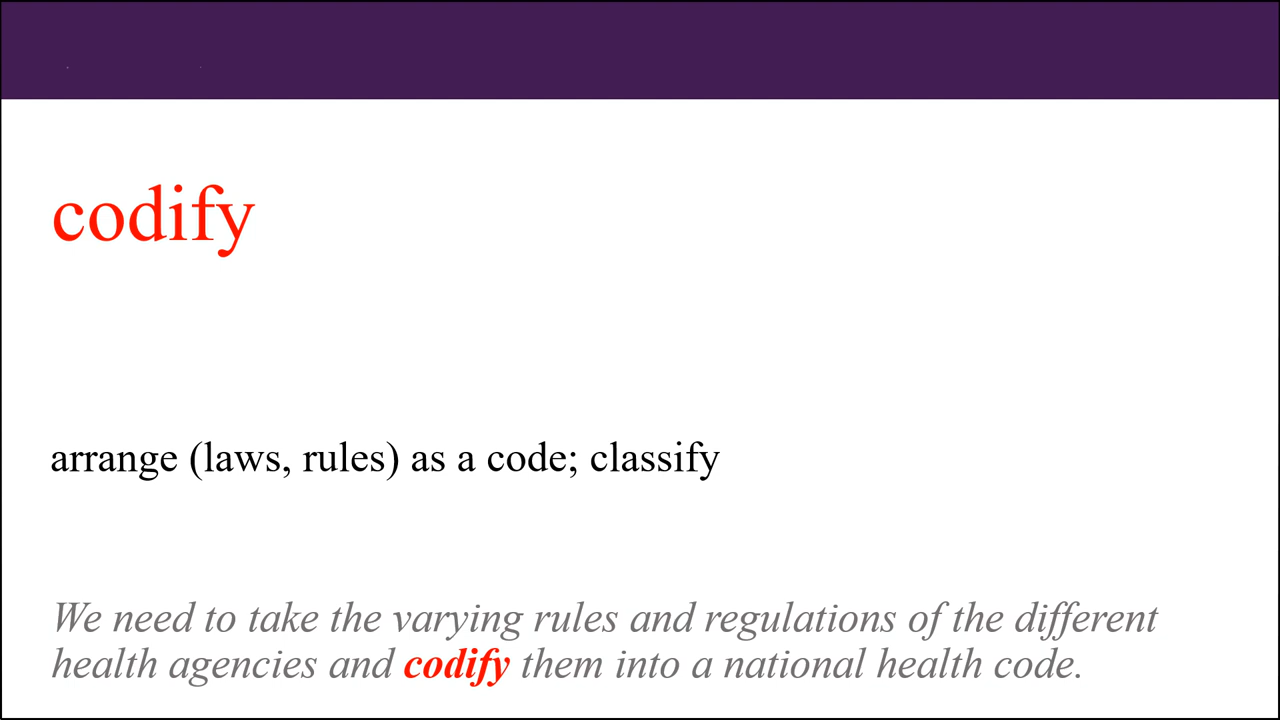 codify
arrange (laws, rules) as a code; classify
We need to take the varying rules and regulations of the different
health agencies and codify them into a national health code.